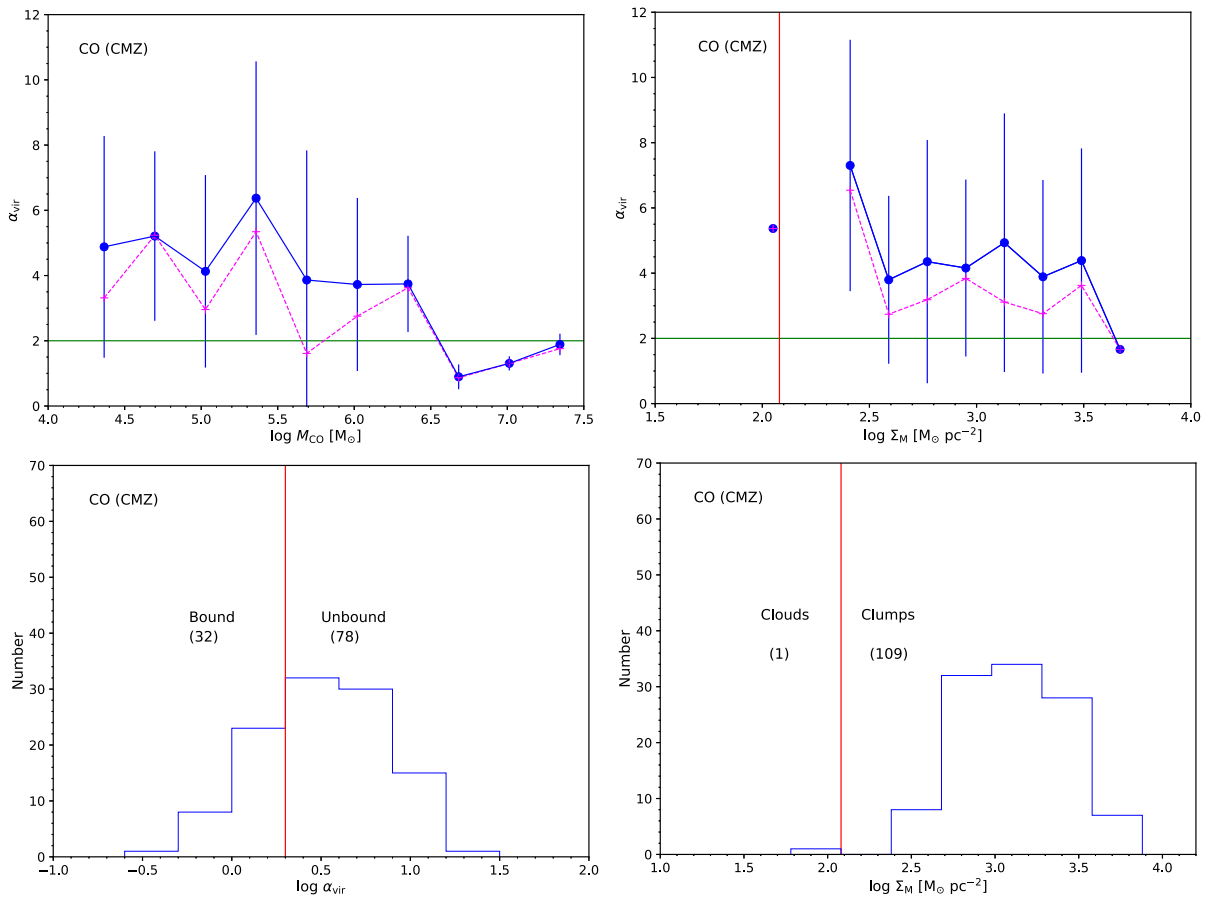 CO (CMZ)
12
10
8
6
4
2
0
α_vir
4.0 4.5 5.0 5.5 6.0 6.5 7.0 7.5
log M_CO [M_⊙]
CO (CMZ)
12
10
8
6
4
2
0
α_vir
1.5 2.0 2.5 3.0 3.5 4.0
log Σ_M [M_⊙ pc⁻²]
CO (CMZ)
70
60
50
40
30
20
10
0
Number
Bound Unbound
(32) (78)
−1.0 −0.5 0.0 0.5 1.0 1.5 2.0
log α_vir
CO (CMZ)
70
60
50
40
30
20
10
0
Number
Clouds Clumps
(1) (109)
1.0 1.5 2.0 2.5 3.0 3.5 4.0
log Σ_M [M_⊙ pc⁻²]